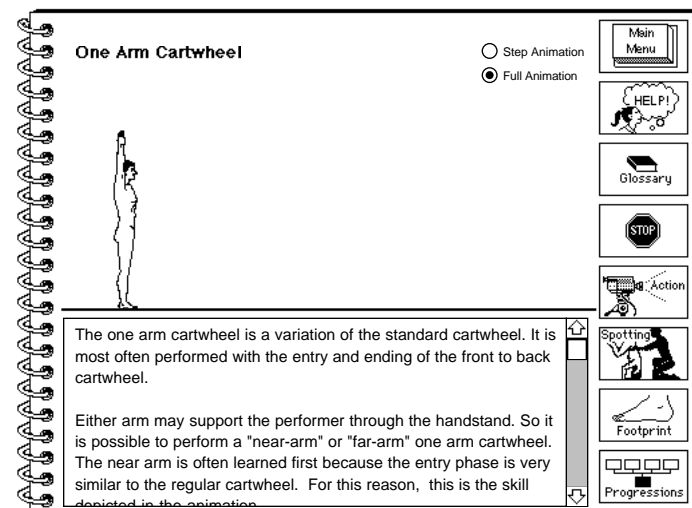 One Arm Cartwheel
Step Animation
Full Animation
Main
Menu
HELP!
Glossary
STOP
Action
Spotting
Footprint
Progressions
The one arm cartwheel is a variation of the standard cartwheel. It is
most often performed with the entry and ending of the front to back
cartwheel.
Either arm may support the performer through the handstand. So it
is possible to perform a "near-arm" or "far-arm" one arm cartwheel.
The near arm is often learned first because the entry phase is very
similar to the regular cartwheel. For this reason, this is the skill
depicted in the animation.